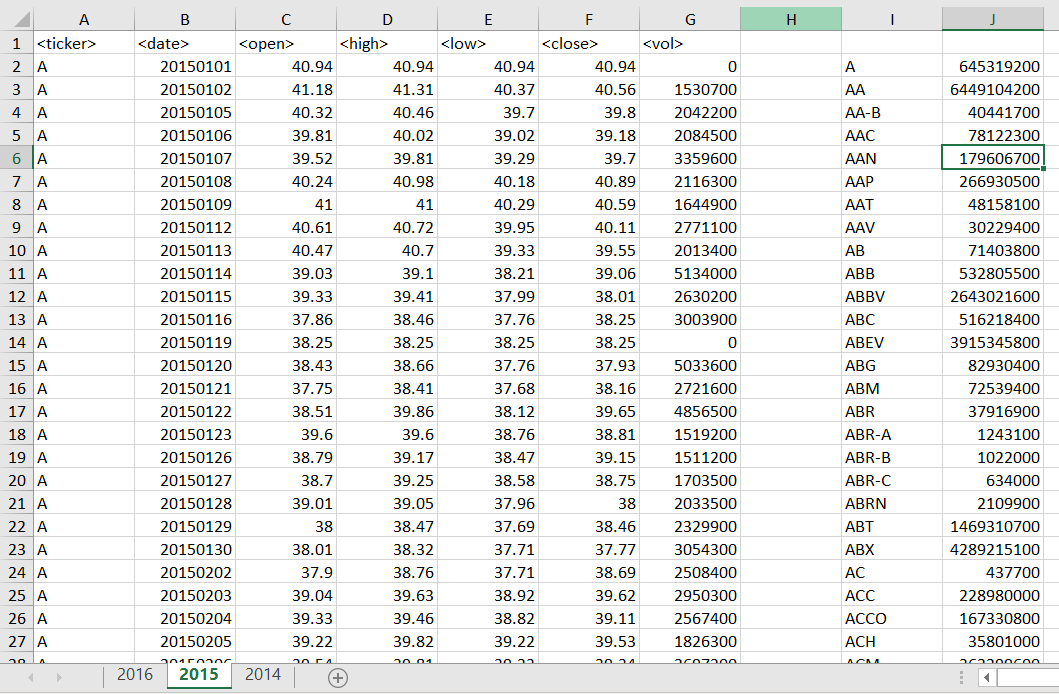 A B C D E F G H I J
1 <ticker> <date> <open> <high> <low> <close> <vol>
2 A 20150101 40.94 40.94 40.94 40.94 0 A 645319200
3 A 20150102 41.18 41.31 40.37 40.56 1530700 AA 6449104200
4 A 20150105 40.32 40.46 39.7 39.8 2042200 AA-B 40441700
5 A 20150106 39.81 40.02 39.02 39.18 2084500 AAC 78122300
6 A 20150107 39.52 39.81 39.29 39.7 3359600 AAN 179606700
7 A 20150108 40.24 40.98 40.18 40.89 2116300 AAP 266930500
8 A 20150109 41 41 40.29 40.59 1644900 AAT 48158100
9 A 20150112 40.61 40.72 39.95 40.11 2771100 AAV 30229400
10 A 20150113 40.47 40.7 39.33 39.55 2013400 AB 71403800
11 A 20150114 39.03 39.1 38.21 39.06 5134000 ABB 532805500
12 A 20150115 39.33 39.41 37.99 38.01 2630200 ABBV 2643021600
13 A 20150116 37.86 38.46 37.76 38.25 3003900 ABC 516218400
14 A 20150119 38.25 38.25 38.25 38.25 0 ABEV 3915345800
15 A 20150120 38.43 38.66 37.76 37.93 5033600 ABG 82930400
16 A 20150121 37.75 38.41 37.68 38.16 2721600 ABM 72539400
17 A 20150122 38.51 39.86 38.12 39.65 4856500 ABR 37916900
18 A 20150123 39.6 39.6 38.76 38.81 1519200 ABR-A 1243100
19 A 20150126 38.79 39.17 38.47 39.15 1511200 ABR-B 1022000
20 A 20150127 38.7 39.25 38.58 38.75 1703500 ABR-C 634000
21 A 20150128 39.01 39.05 37.96 38 2033500 ABRN 2109900
22 A 20150129 38 38.47 37.69 38.46 2329900 ABT 1469310700
23 A 20150130 38.01 38.32 37.71 37.77 3054300 ABX 4289215100
24 A 20150202 37.9 38.76 37.71 38.69 2508400 AC 437700
25 A 20150203 39.04 39.63 38.92 39.62 2950300 ACC 228980000
26 A 20150204 39.33 39.46 38.82 39.11 2567400 ACCO 167330800
27 A 20150205 39.22 39.82 39.22 39.53 1826300 ACH 35801000
2016 2015 2014